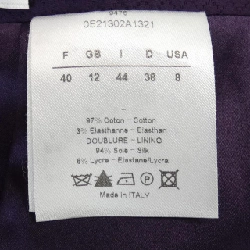 0E21302A1321
F GB I D USA
40 12 44 38 8
97% Coton - Cotton
3% Elasthanne - Elasthan
DOUBLURE - LINING
94% Soie - Silk
6% Lycra - Elastane/Lycra
Made in ITALY